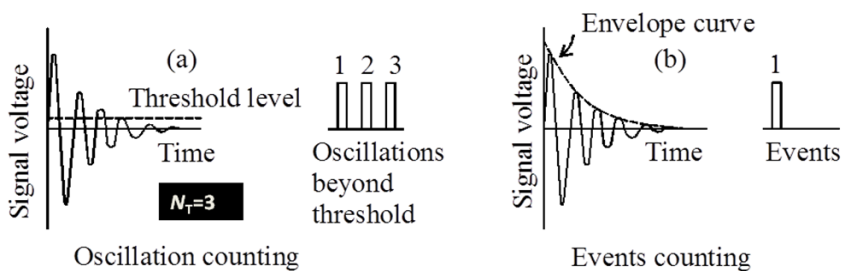 Signal voltage
(a)
Threshold level
Time
N_T=3
1 2 3
Oscillations
beyond
threshold
Oscillation counting
Signal voltage
Envelope curve
(b)
Time
1
Events
Events counting